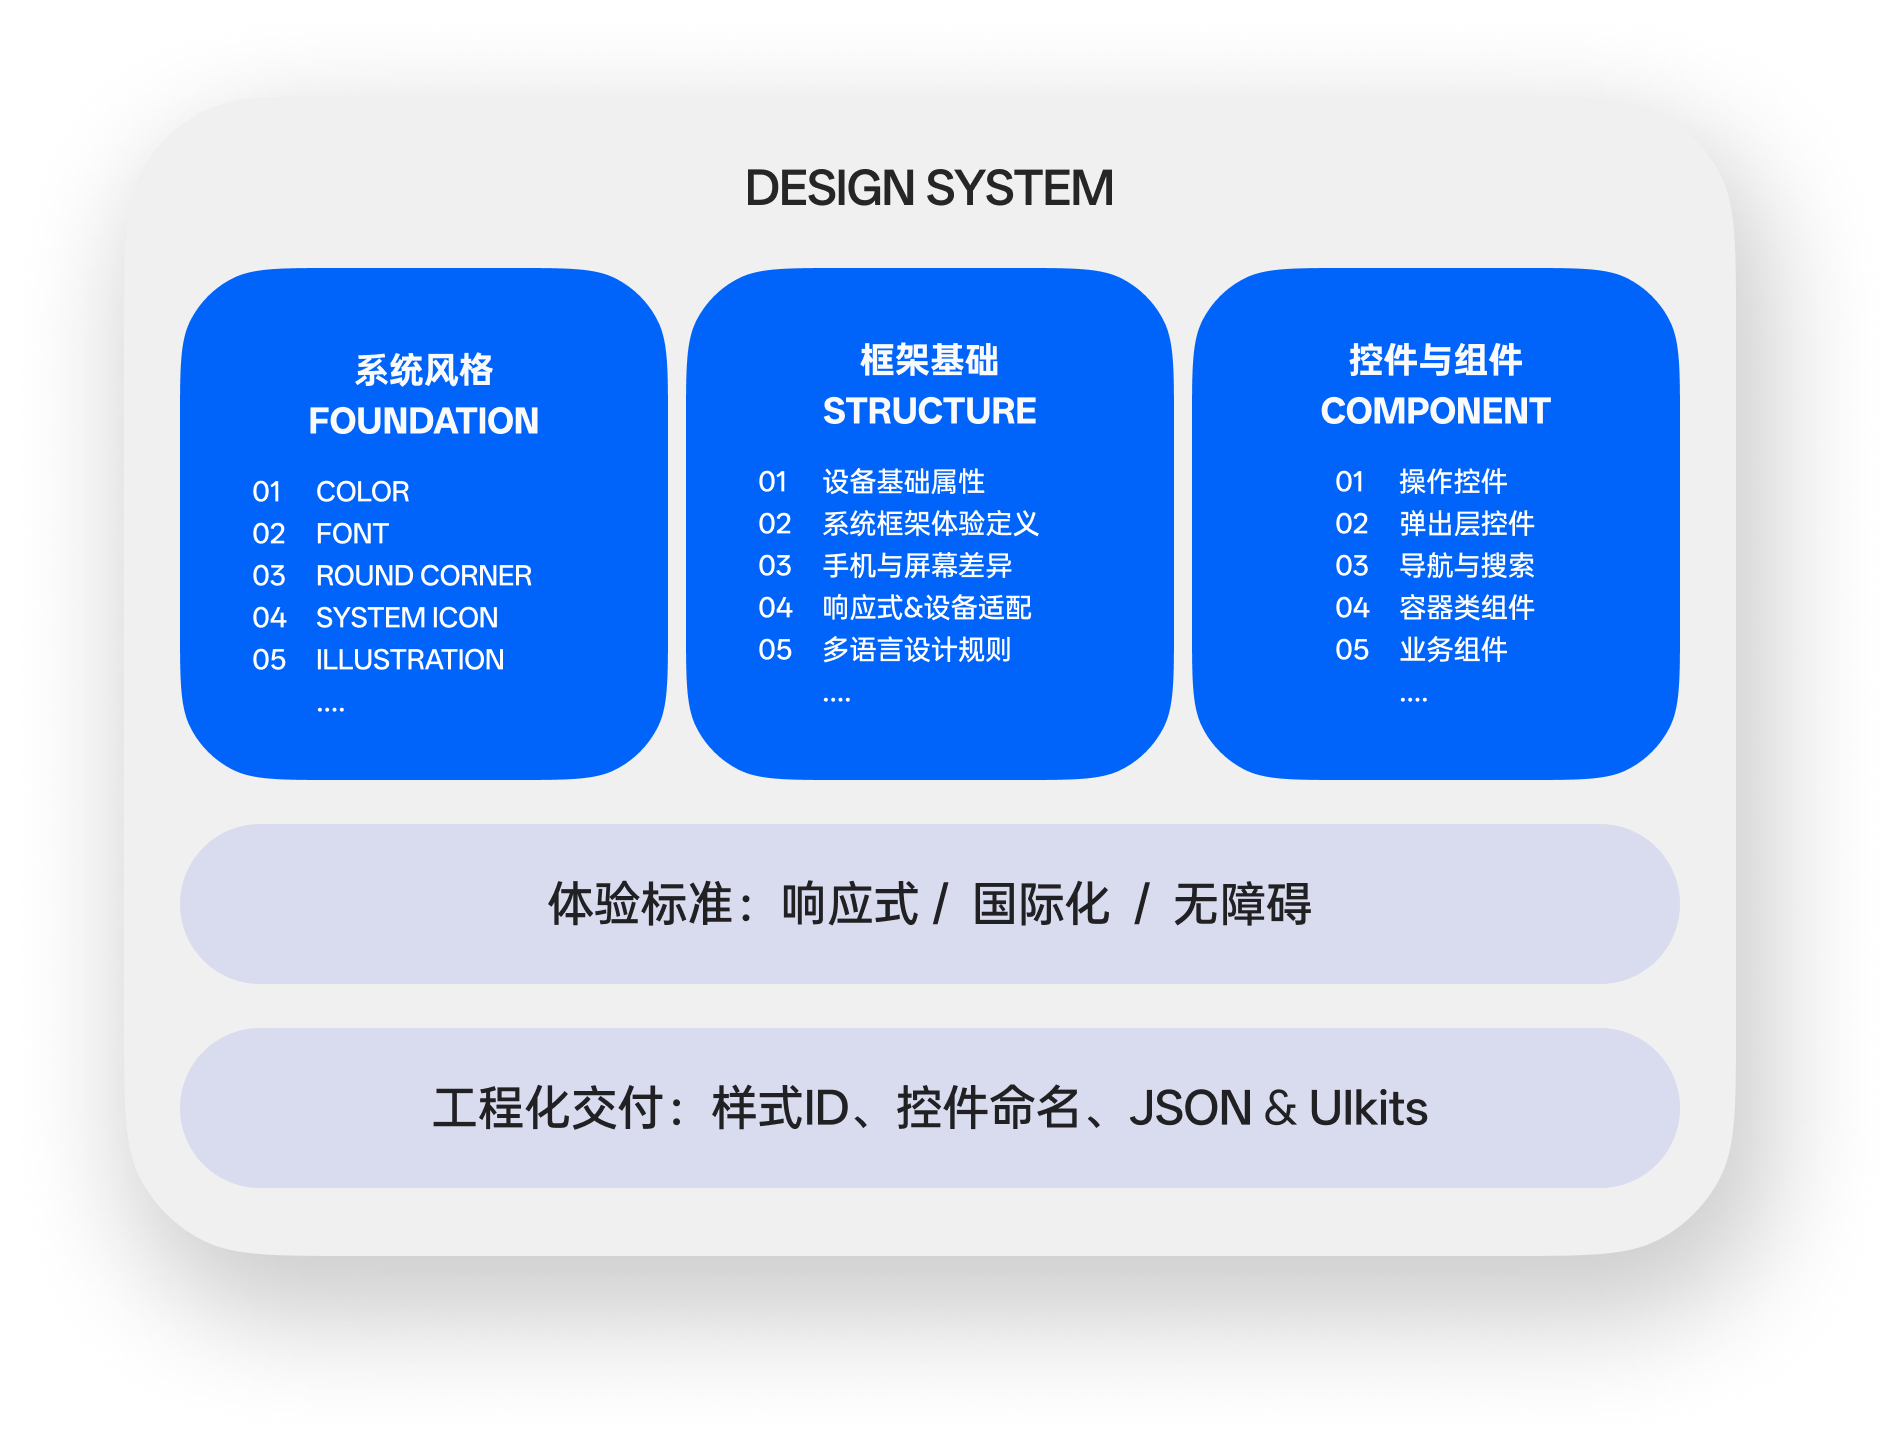 DESIGN SYSTEM
系统风格
FOUNDATION
01 COLOR
02 FONT
03 ROUND CORNER
04 SYSTEM ICON
05 ILLUSTRATION
....
框架基础
STRUCTURE
01 设备基础属性
02 系统框架体验定义
03 手机与屏幕差异
04 响应式&设备适配
05 多语言设计规则
....
控件与组件
COMPONENT
01 操作控件
02 弹出层控件
03 导航与搜索
04 容器类组件
05 业务组件
....
体验标准：响应式 / 国际化 / 无障碍
工程化交付：样式ID、控件命名、JSON & UIkits